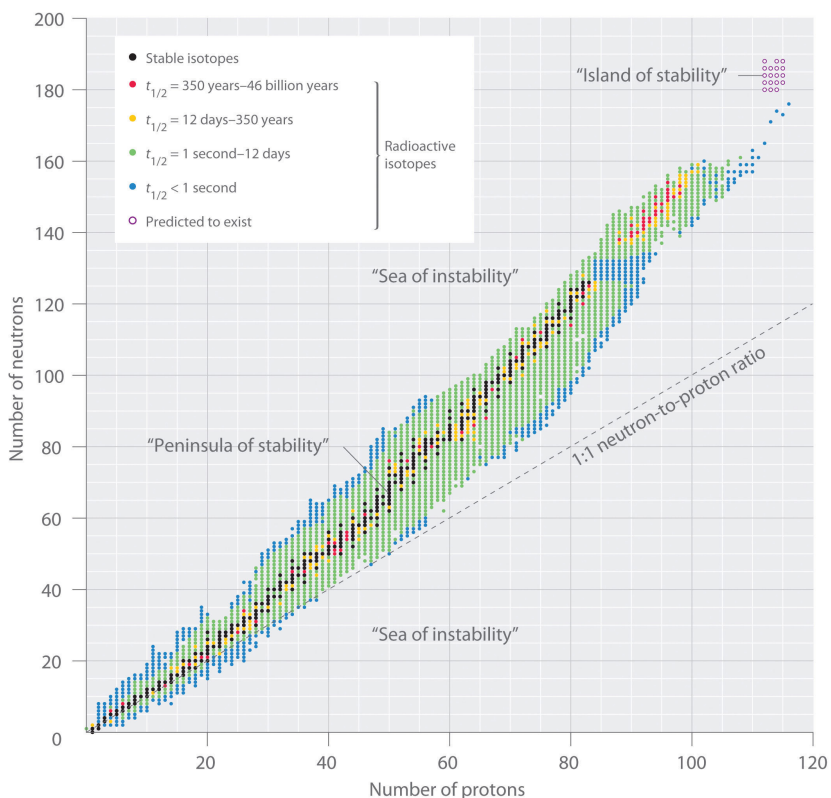 200
180
160
140
120
100
80
60
40
20
0
Number of neutrons
Stable isotopes
t1/2 = 350 years–46 billion years
t1/2 = 12 days–350 years
t1/2 = 1 second–12 days
t1/2 < 1 second
Predicted to exist
Radioactive
isotopes
"Island of stability"
"Sea of instability"
"Peninsula of stability"
1:1 neutron-to-proton ratio
"Sea of instability"
20
40
60
80
100
120
Number of protons